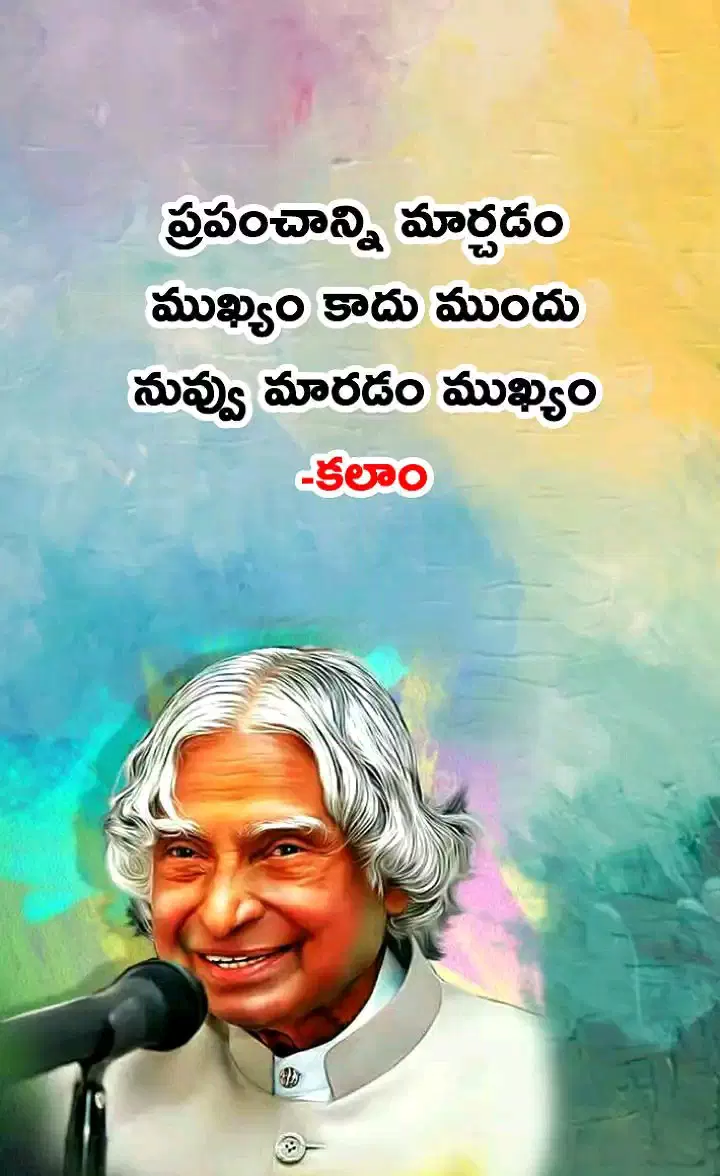 ప్రపంచాన్ని మార్చడం
ముఖ్యం కాదు ముందు
నువ్వు మారడం ముఖ్యం
-కలాం